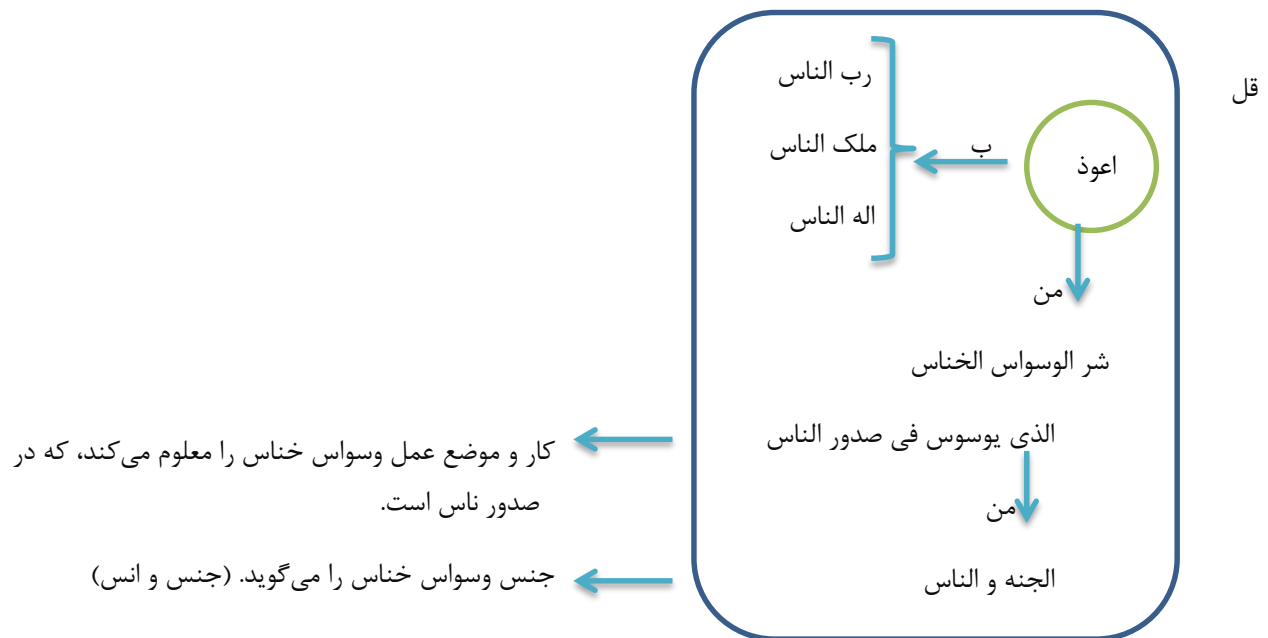 قل
رب الناس
ملک الناس
اله الناس
ب
اعوذ
من
شر الوسواس الخناس
الذی یوسوس فی صدور الناس
کار و موضع عمل وسواس خناس را معلوم می‌کند، که در
صدور ناس است.
من
الجنه و الناس
جنس وسواس خناس را می‌گوید. (جنس و انس)